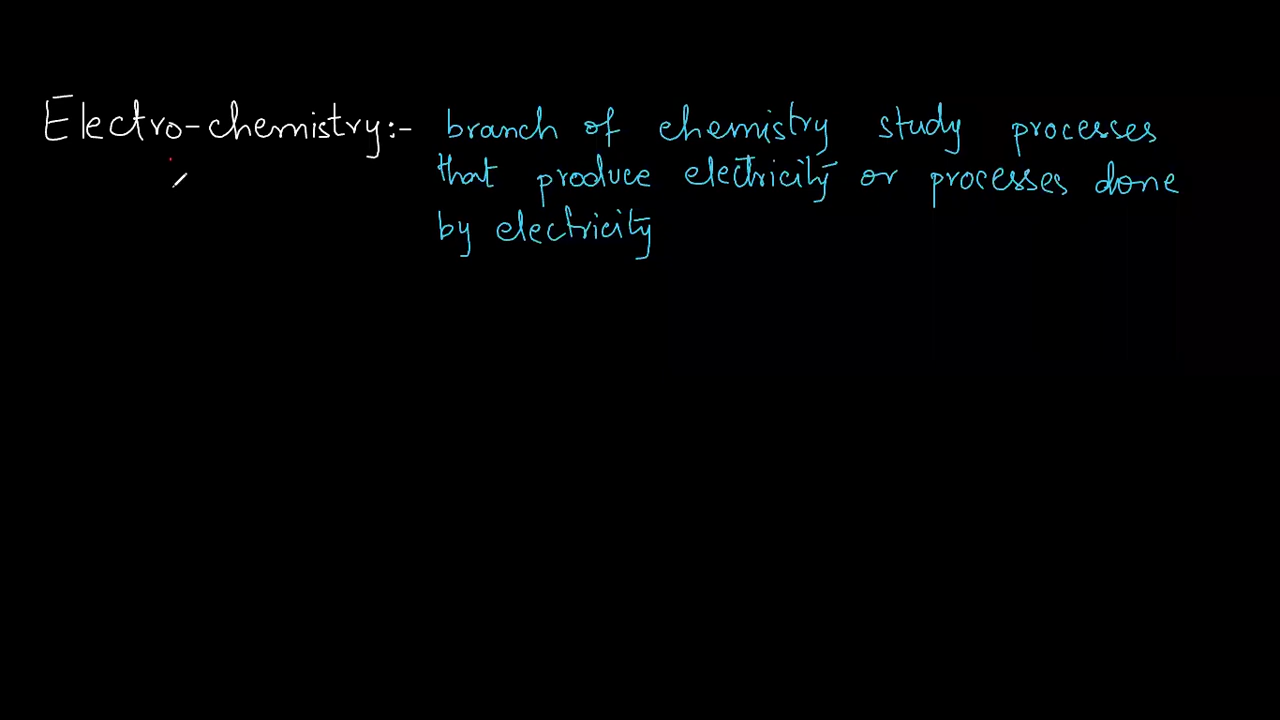 Electro-chemistry:- branch of chemistry study processes
that produce electricity or processes done
by electricity